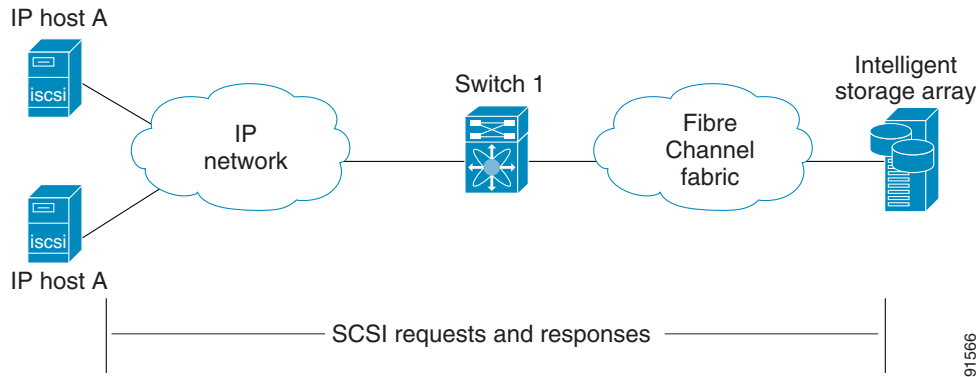 IP host A
iscsi
IP
network
Switch 1
Fibre
Channel
fabric
Intelligent
storage array
iscsi
IP host A
SCSI requests and responses
91566